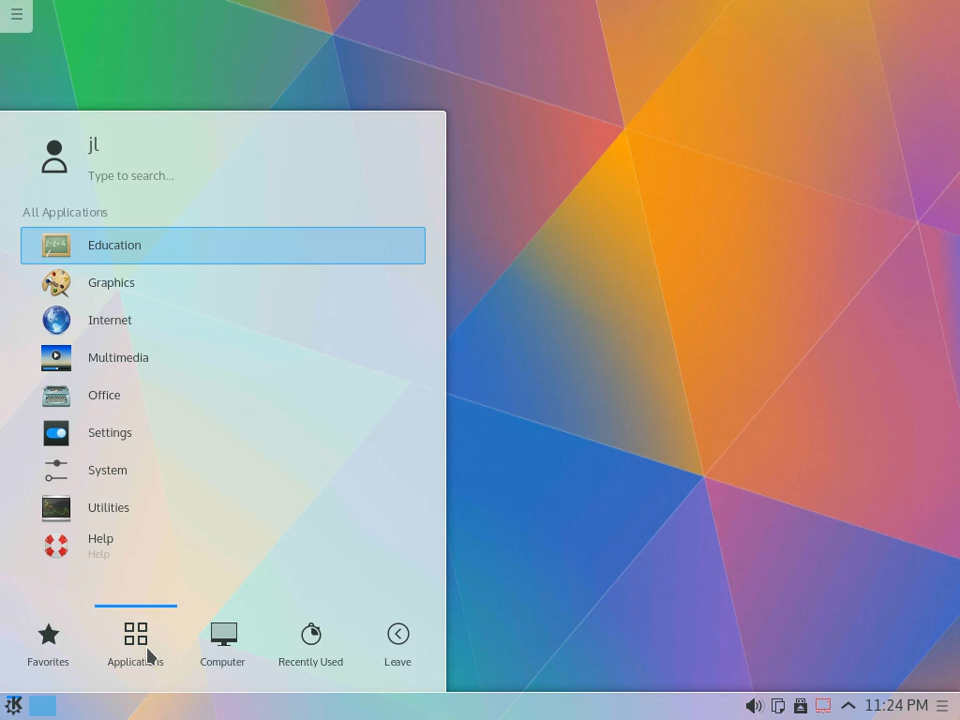 jl
Type to search...
All Applications
Education
Graphics
Internet
Multimedia
Office
Settings
System
Utilities
Help
Help
Favorites
Applications
Computer
Recently Used
Leave
11:24 PM